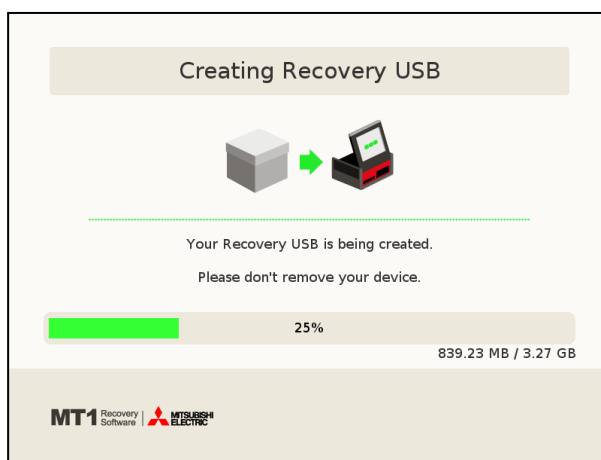 Creating Recovery USB
Your Recovery USB is being created.
Please don't remove your device.
25%
839.23 MB / 3.27 GB
MT1 Recovery Software
MITSUBISHI ELECTRIC